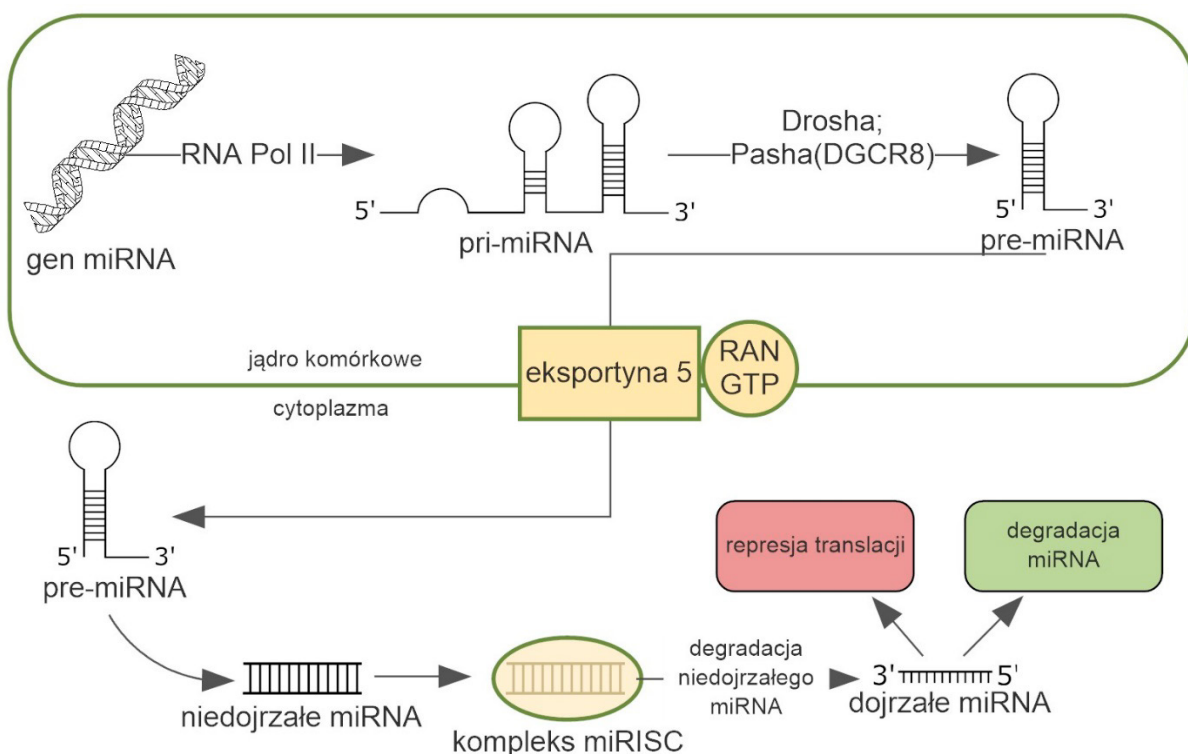 gen miRNA
RNA Pol II
5'
3'
pri-miRNA
Drosha;
Pasha(DGCR8)
5'
3'
pre-miRNA
jądro komórkowe
cytoplazma
eksportyna 5
RAN
GTP
5'
3'
pre-miRNA
niedojrzałe miRNA
kompleks miRISC
degradacja
niedojrzałego
miRNA
3'
5'
dojrzałe miRNA
represja translacji
degradacja
miRNA